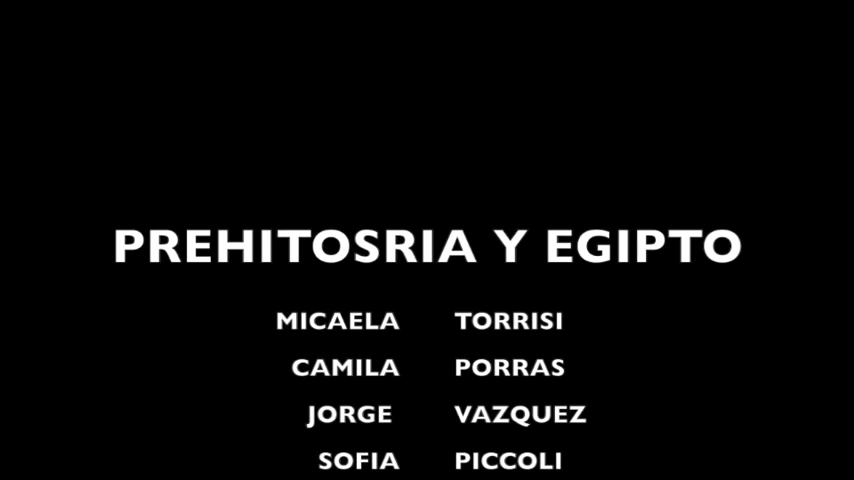 PREHITOSRIA Y EGIPTO
MICAELA TORRISI
CAMILA PORRAS
JORGE VAZQUEZ
SOFIA PICCOLI